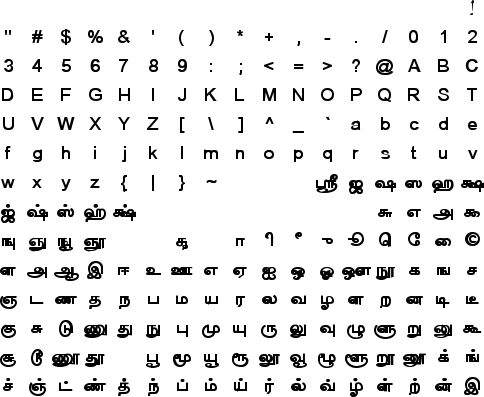 !
" # $ % & ' ( ) * + , - . / 0 1 2
3 4 5 6 7 8 9 : ; < = > ? @ A B C
D E F G H I J K L M N O P Q R S T
U V W X Y Z [ \ ] ^ _ ` a b c d e
f g h i j k l m n o p q r s t u v
w x y z { | } ~ ஸ்ரீ ஜ ஷ ஸ ஹ க்ஷ
ஜ் ஷ் ஸ் ஹ் க்ஷ்
ஙு ஞு ஙூ ஞூ ா ி ீ ு ூ ெ ே ை ©
ள அ ஆ இ ஈ உ ஊ எ ஏ ஐ ஒ ஓ ஔ நூ க ங ச
ஞ ட ண த ந ப ம ய ர ல வ ழ ள ற ன டி டீ
கு சு டு ணு து நு பு மு யு ரு லு வு ழு ளு று னு கூ
சூ டூ ணூ தூ பூ மூ யூ ரூ லூ வூ ழூ ளூ றூ னூ க் ங்
ச் ஞ் ட் ண் த் ந் ப் ம் ய் ர் ல் வ் ழ் ள் ற் ன் இ